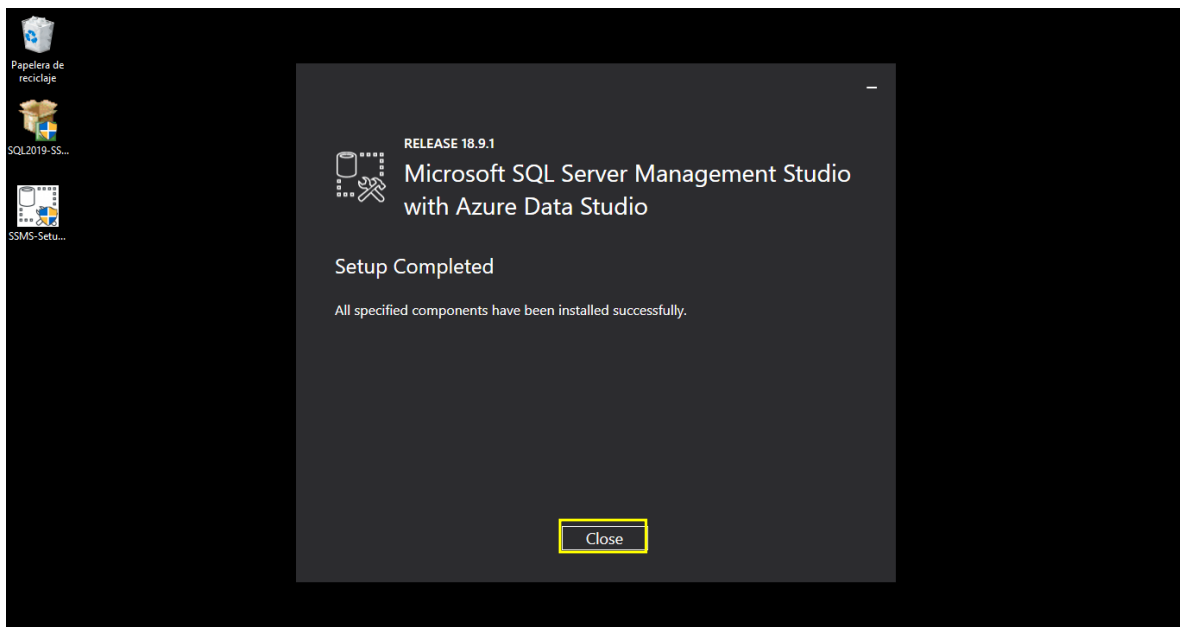 Papelera de
reciclaje
SQL2019-SS...
SSMS-Setu...
RELEASE 18.9.1
Microsoft SQL Server Management Studio
with Azure Data Studio
Setup Completed
All specified components have been installed successfully.
Close